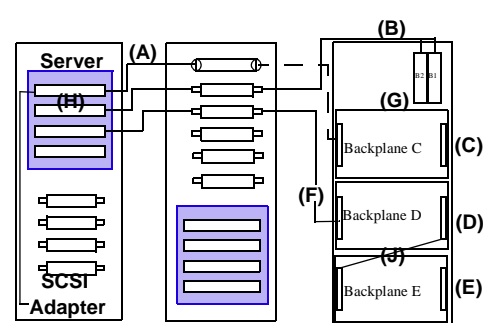 (B)
(A)
Server
B2 B1
(H)
(G)
Backplane C
(C)
(F)
Backplane D
(D)
(J)
SCSI
Adapter
Backplane E
(E)